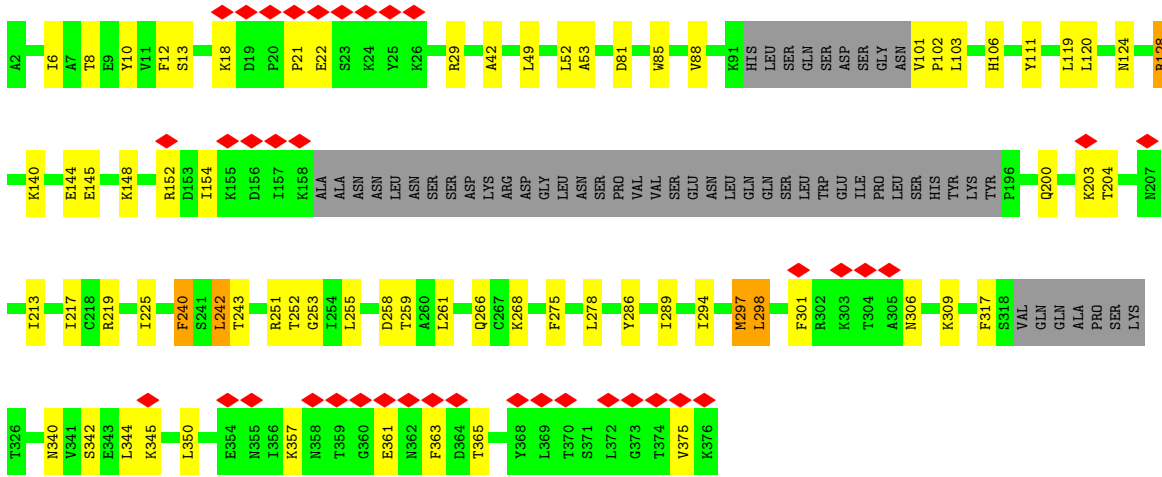 A2 I6 A7 T8 E9 Y10 V11 F12 S13 K18 D19 P20 P21 E22 S23 K24 Y25 K26 R29 A42 L49 L52 A53 D81 W85 V88 K91 HIS LEU SER GLN SER ASP SER GLY ASN V101 P102 L103 H106 Y111 L119 L120 N124
K140 E144 E145 K148 R152 D153 I154 K155 D156 I157 K158 ALA ALA ASN ASN LEU ASN SER SER ASP LYS ARG ASP GLY LEU ASN SER PRO VAL VAL SER GLU ASN LEU GLN GLN SER LEU TRP GLU ILE PRO LEU SER HIS TYR LYS TYR P196 Q200 K203 T204 N207
I213 I217 C218 R219 I225 F240 S241 L242 T243 R251 T252 G253 I254 L255 D258 T259 A260 L261 Q266 C267 K268 F275 L278 Y286 I289 I294 M297 L298 F301 R302 K303 T304 A305 N306 K309 F317 S318 VAL GLN GLN ALA PRO SER LYS
T326 N340 V341 S342 E343 L344 K345 L350 E354 N355 I356 K357 N358 T359 G360 E361 N362 F363 D364 T365 Y368 L369 T370 S371 L372 G373 T374 V375 K376